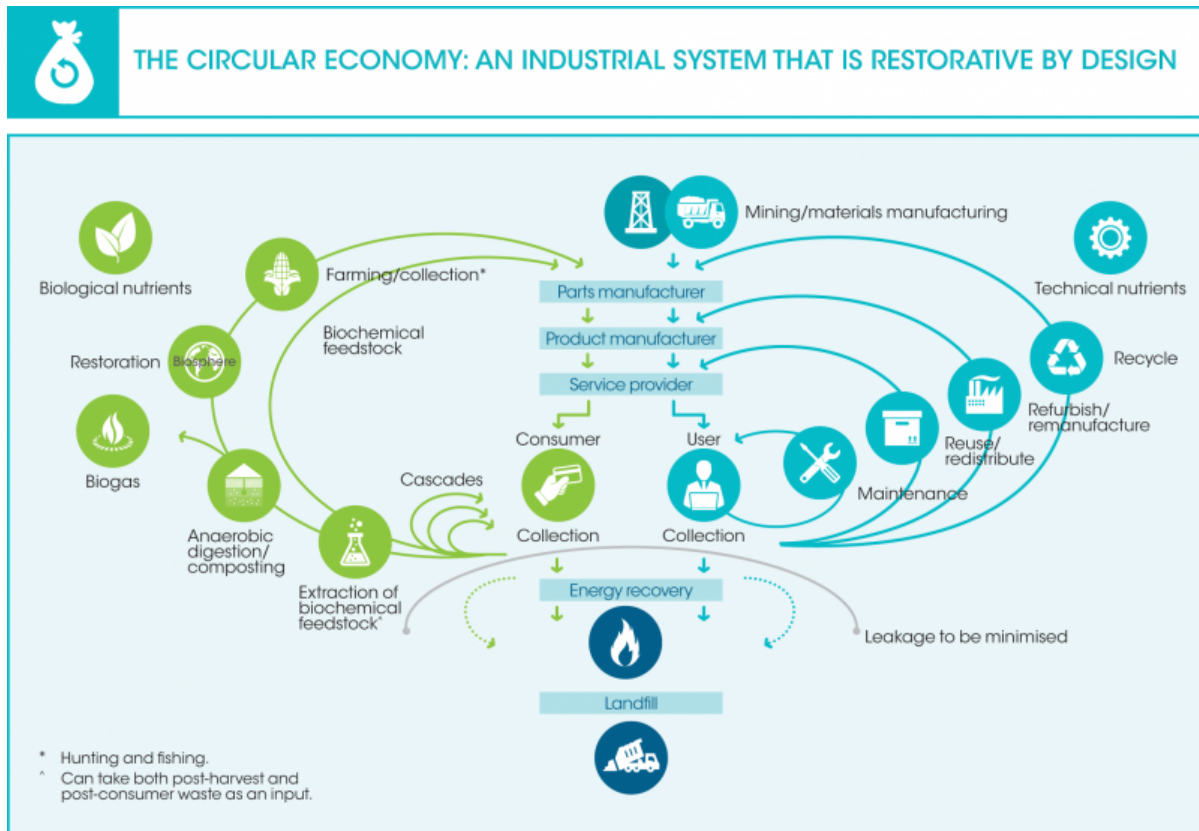 THE CIRCULAR ECONOMY: AN INDUSTRIAL SYSTEM THAT IS RESTORATIVE BY DESIGN
Mining/materials manufacturing
Biological nutrients
Farming/collection*
Technical nutrients
Parts manufacturer
Biochemical
feedstock
Product manufacturer
Restoration
Biosphere
Recycle
Service provider
Refurbish/
remanufacture
Reuse/
redistribute
Consumer
User
Biogas
Cascades
Maintenance
Anaerobic
digestion/
composting
Collection
Collection
Extraction of
biochemical
feedstock^
Energy recovery
Leakage to be minimised
Landfill
* Hunting and fishing.
^ Can take both post-harvest and
post-consumer waste as an input.